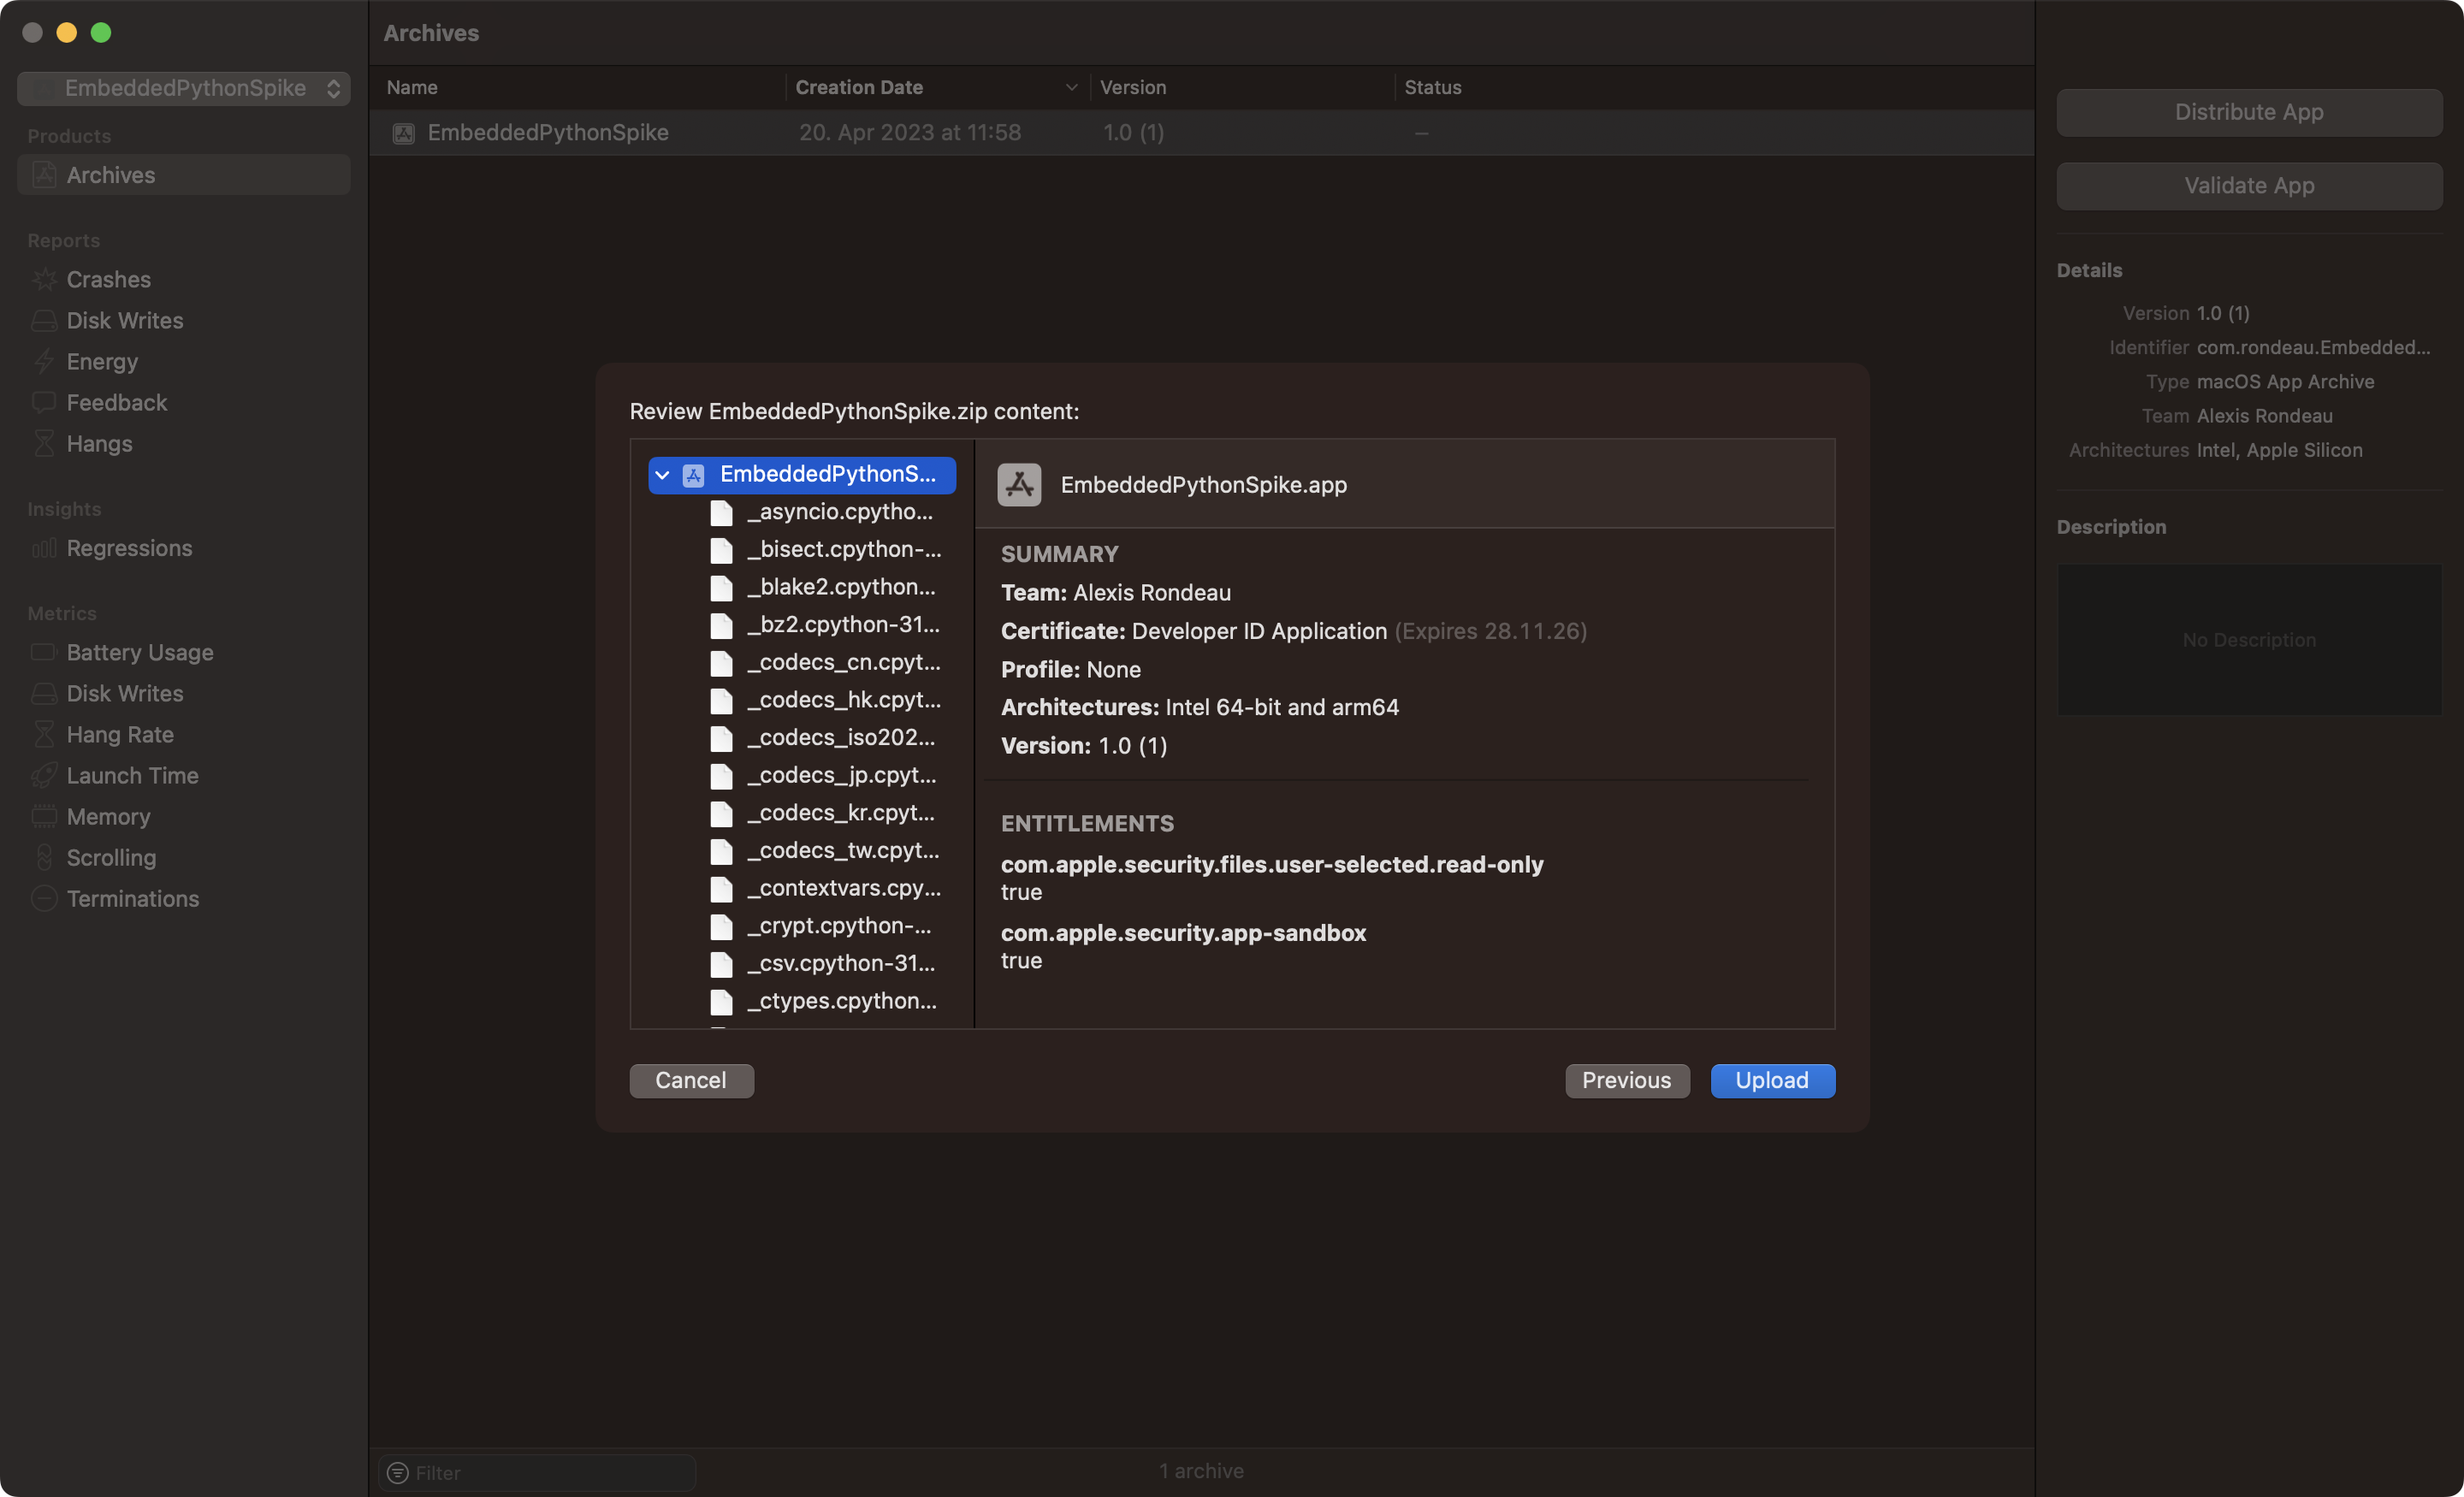 EmbeddedPythonSpike
Products
Archives
Reports
Crashes
Disk Writes
Energy
Feedback
Hangs
Insights
Regressions
Metrics
Battery Usage
Disk Writes
Hang Rate
Launch Time
Memory
Scrolling
Terminations
Archives
Name Creation Date Version Status
EmbeddedPythonSpike 20. Apr 2023 at 11:58 1.0 (1) –
Review EmbeddedPythonSpike.zip content:
EmbeddedPythonS...
_asyncio.cpytho...
_bisect.cpython-...
_blake2.cpython...
_bz2.cpython-31...
_codecs_cn.cpyt...
_codecs_hk.cpyt...
_codecs_iso202...
_codecs_jp.cpyt...
_codecs_kr.cpyt...
_codecs_tw.cpyt...
_contextvars.cpy...
_crypt.cpython-...
_csv.cpython-31...
_ctypes.cpython...
EmbeddedPythonSpike.app
SUMMARY
Team: Alexis Rondeau
Certificate: Developer ID Application (Expires 28.11.26)
Profile: None
Architectures: Intel 64-bit and arm64
Version: 1.0 (1)
ENTITLEMENTS
com.apple.security.files.user-selected.read-only
true
com.apple.security.app-sandbox
true
Cancel Previous Upload
Filter
1 archive
Distribute App
Validate App
Details
Version 1.0 (1)
Identifier com.rondeau.Embedded...
Type macOS App Archive
Team Alexis Rondeau
Architectures Intel, Apple Silicon
Description
No Description